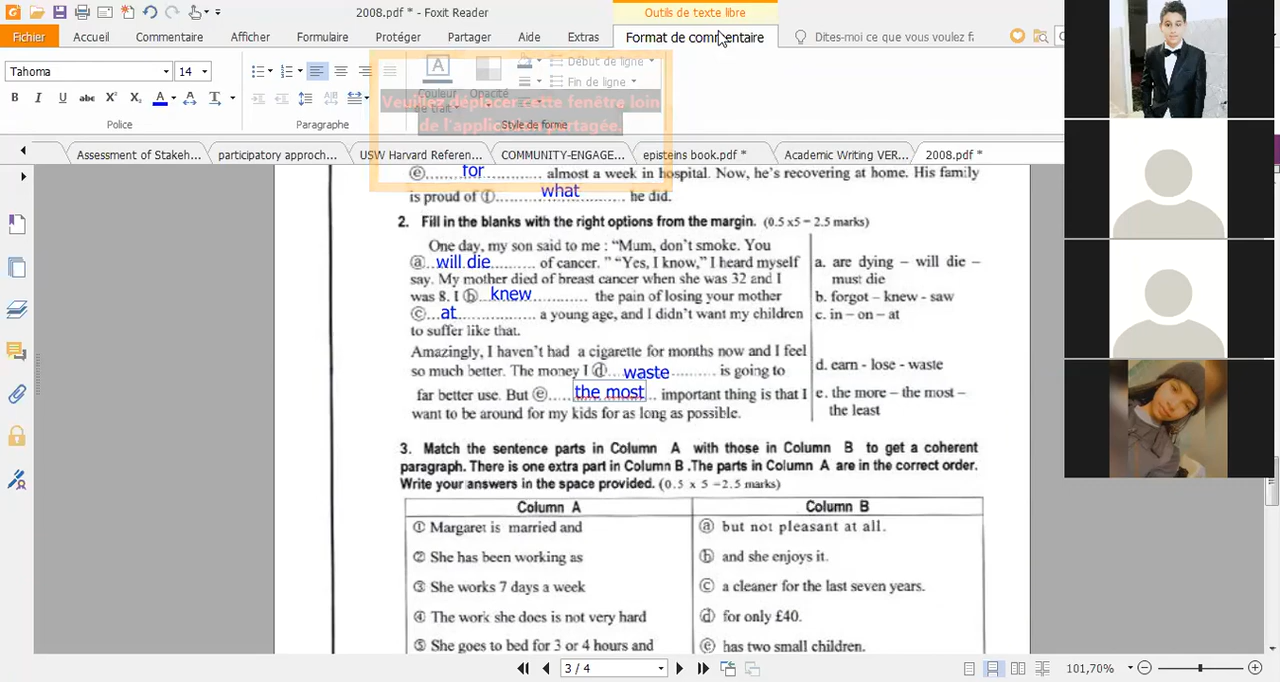 2008.pdf * - Foxit Reader
Outils de texte libre
Fichier Accueil Commentaire Afficher Formulaire Protéger Partager Aide Extras Format de commentaire Dites-moi ce que vous voulez f
Tahoma 14 Début de ligne
Fin de ligne
Couleur de trait Opacité
Veuillez déplacer cette fenêtre loin
de l'application partagée.
Police Paragraphe Style de forme
Assessment of Stakeh... participatory approch... USW Harvard Referen... COMMUNITY-ENGAGE... episteins book.pdf * Academic Writing VER... 2008.pdf *
ⓔ.... for ............ almost a week in hospital. Now, he's recovering at home. His family
is proud of ⓕ............ what ............ he did.
2. Fill in the blanks with the right options from the margin. (0.5 x5 – 2.5 marks)
One day, my son said to me : "Mum, don't smoke. You
ⓐ...will die......... of cancer. " "Yes, I know," I heard myself
say. My mother died of breast cancer when she was 32 and I
was 8. I ⓑ...knew............ the pain of losing your mother
ⓒ...at.................. a young age, and I didn't want my children
to suffer like that.
Amazingly, I haven't had a cigarette for months now and I feel
so much better. The money I ⓓ....waste.......... is going to
far better use. But ⓔ..... the most .. important thing is that I
want to be around for my kids for as long as possible.
a. are dying – will die –
must die
b. forgot – knew - saw
c. in – on – at
d. earn - lose - waste
e. the more – the most –
the least
3. Match the sentence parts in Column A with those in Column B to get a coherent
paragraph. There is one extra part in Column B .The parts in Column A are in the correct order.
Write your answers in the space provided. (0.5 x 5 –2.5 marks)
Column A Column B
① Margaret is married and ⓐ but not pleasant at all.
② She has been working as ⓑ and she enjoys it.
③ She works 7 days a week ⓒ a cleaner for the last seven years.
④ The work she does is not very hard ⓓ for only £40.
⑤ She goes to bed for 3 or 4 hours and ⓔ has two small children.
3 / 4 101,70%